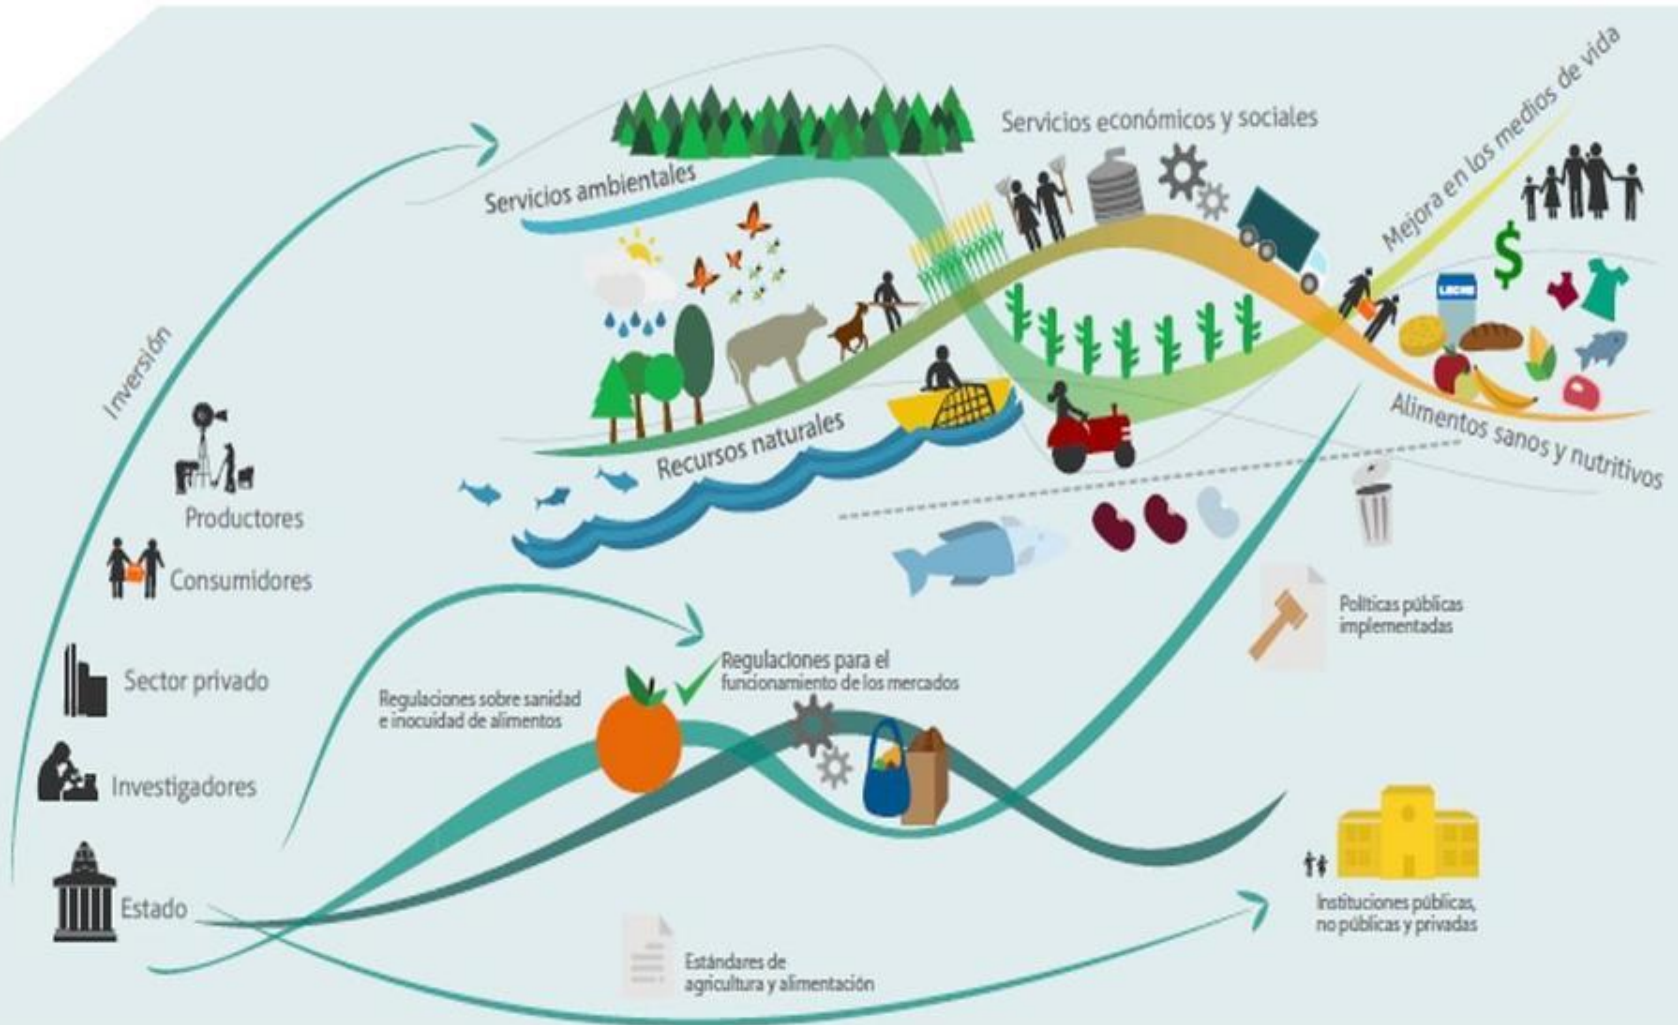 Mejora en los medios de vida
Servicios económicos y sociales
Servicios ambientales
Inversión
LECHE
$
Recursos naturales
Alimentos sanos y nutritivos
Productores
Consumidores
Sector privado
Investigadores
Estado
Regulaciones sobre sanidad
e inocuidad de alimentos
Regulaciones para el
funcionamiento de los mercados
Políticas públicas
implementadas
Instituciones públicas,
no públicas y privadas
Estándares de
agricultura y alimentación